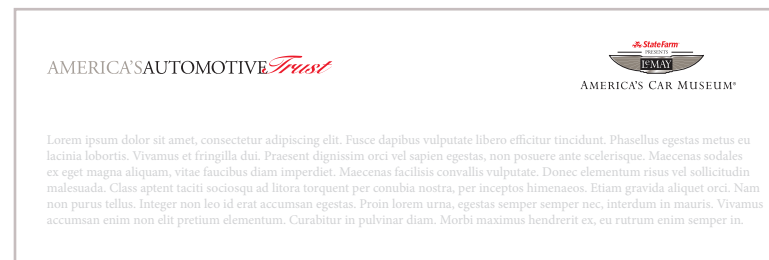 AMERICA'SAUTOMOTIVETrust
StateFarm
PRESENTS
LeMAY
AMERICA'S CAR MUSEUM®
Lorem ipsum dolor sit amet, consectetur adipiscing elit. Fusce dapibus vulputate libero efficitur tincidunt. Phasellus egestas metus eu
lacinia lobortis. Vivamus et fringilla dui. Praesent dignissim orci vel sapien egestas, non posuere ante scelerisque. Maecenas sodales
ex eget magna aliquam, vitae faucibus diam imperdiet. Maecenas facilisis convallis vulputate. Donec elementum risus vel sollicitudin
malesuada. Class aptent taciti sociosqu ad litora torquent per conubia nostra, per inceptos himenaeos. Etiam gravida aliquet orci. Nam
non purus tellus. Integer non leo id erat accumsan egestas. Proin lorem urna, egestas semper semper nec, interdum in mauris. Vivamus
accumsan enim non elit pretium elementum. Curabitur in pulvinar diam. Morbi maximus hendrerit ex, eu rutrum enim semper in.